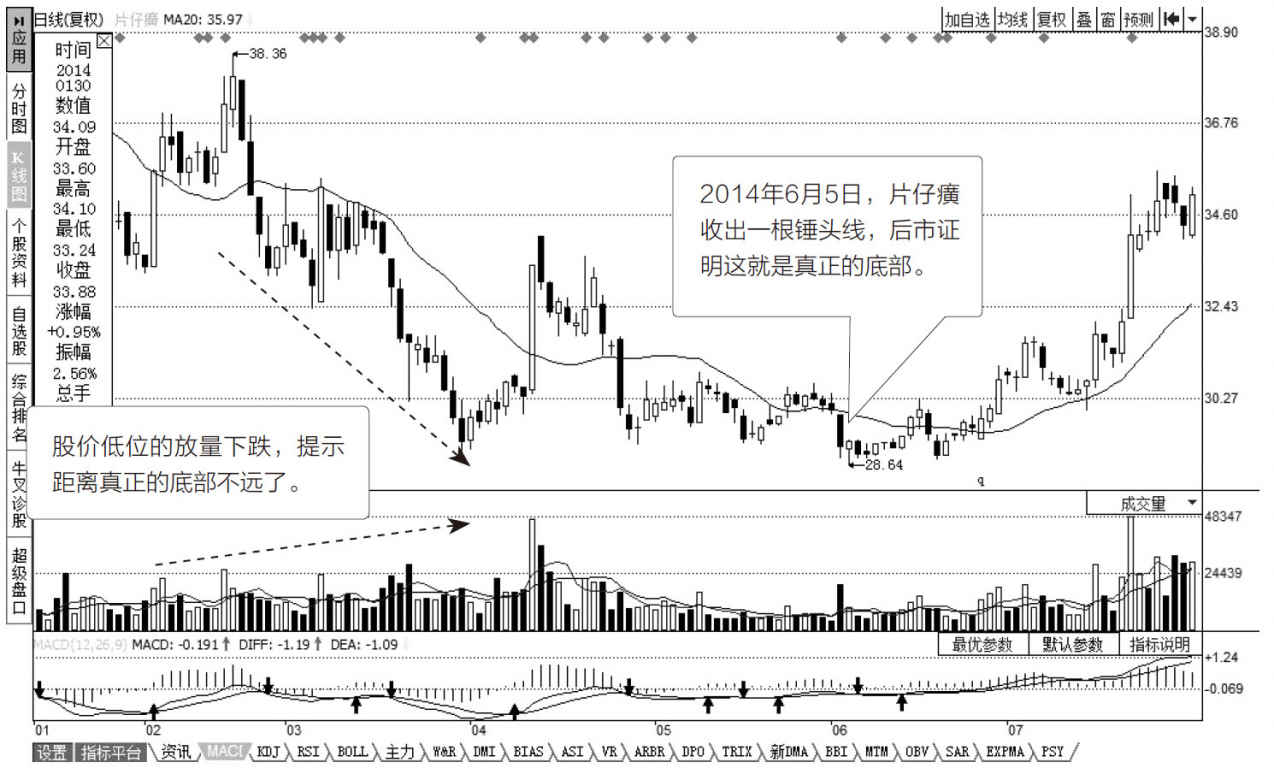 日线(复权) 片仔癀 MA20: 35.97
加自选 均线 复权 叠 窗 预测
应用
分时图
K线图
个股资料
自选股
综合排名
牛叉诊股
超级盘口
时间
2014
0130
数值
34.09
开盘
33.60
最高
34.10
最低
33.24
收盘
33.88
涨幅
+0.95%
振幅
2.56%
总手
38.36
38.90
36.76
34.60
32.43
30.27
2014年6月5日，片仔癀
收出一根锤头线，后市证
明这就是真正的底部。
股价低位的放量下跌，提示
距离真正的底部不远了。
28.64
q
成交量
48347
24439
MACD(12,26,9) MACD: -0.191 DIFF: -1.19 DEA: -1.09
最优参数 默认参数 指标说明
+1.24
-0.069
01 02 03 04 05 06 07
设置 指标平台 资讯 MACD KDJ RSI BOLL 主力 W&R DMI BIAS ASI VR ARBR DPO TRIX 新DMA BBI MTM OBV SAR EXPMA PSY